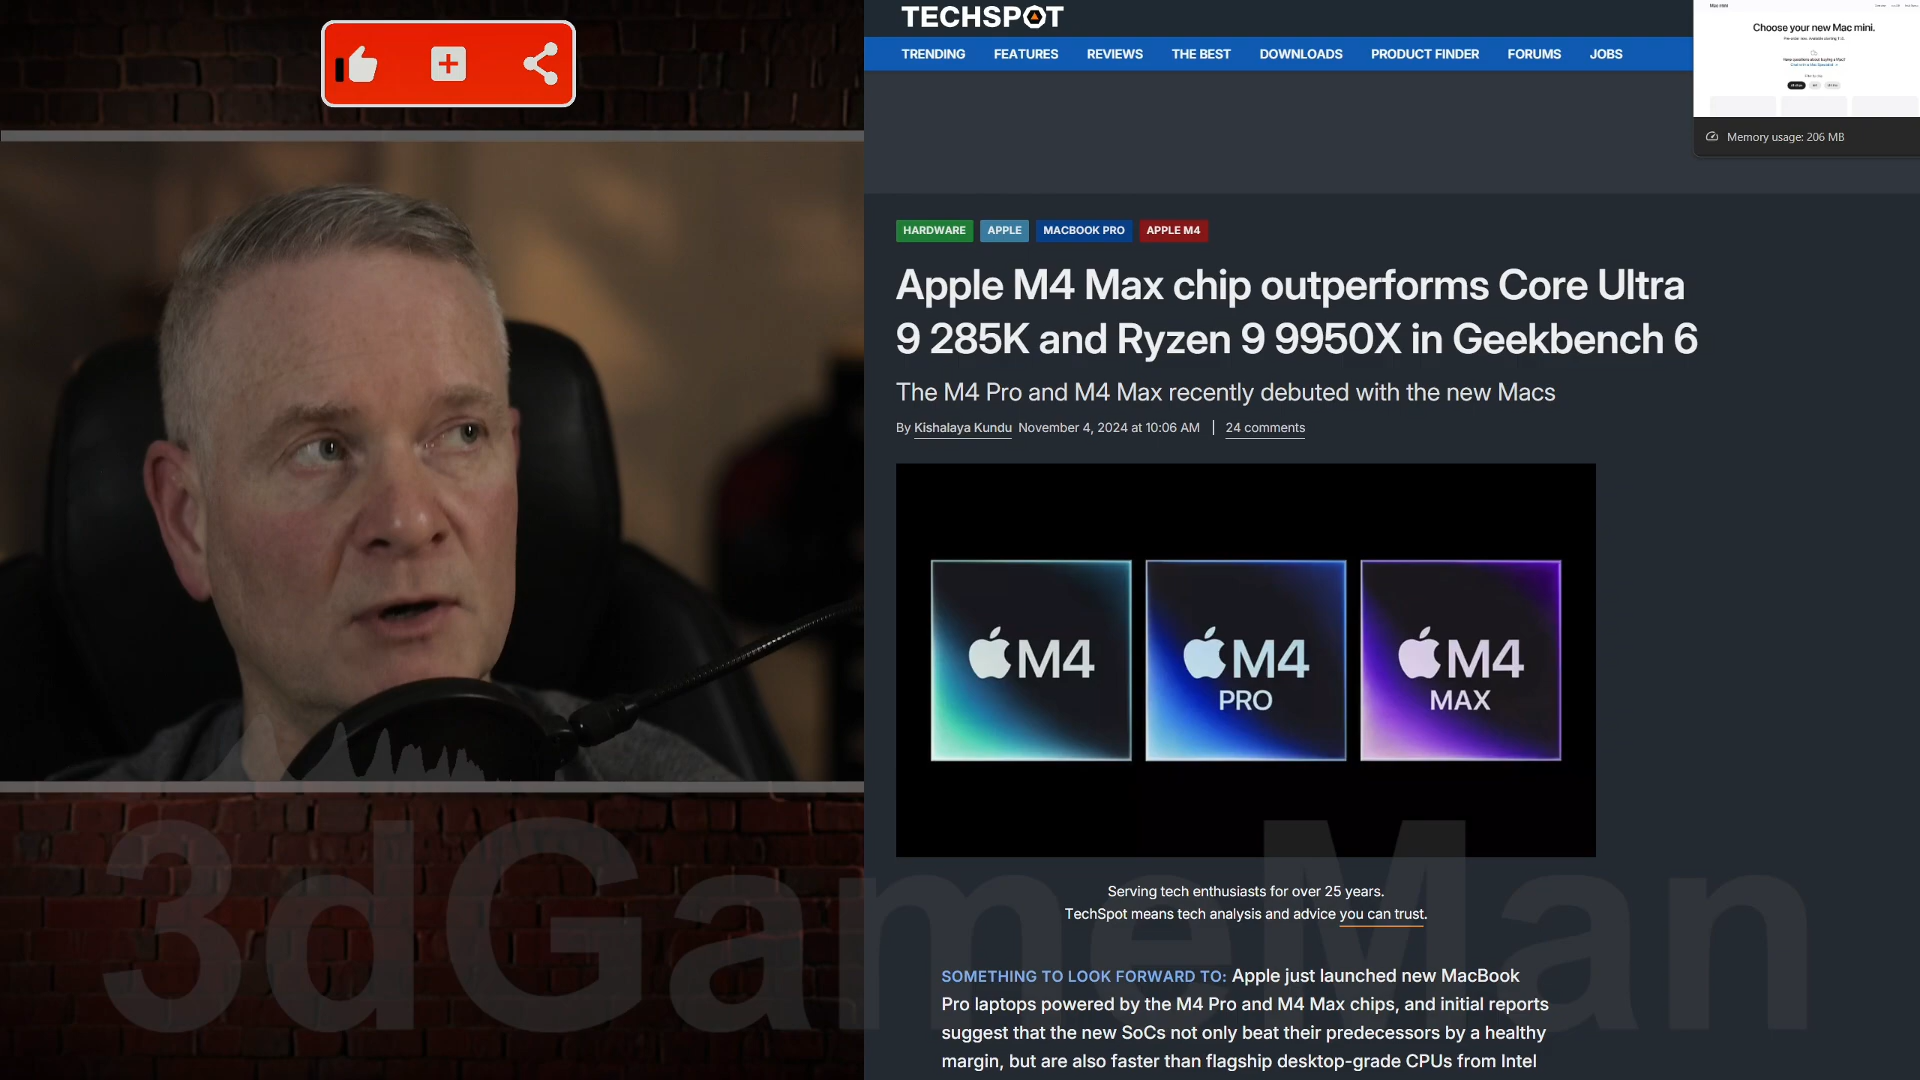 TECHSPOT
TRENDING FEATURES REVIEWS THE BEST DOWNLOADS PRODUCT FINDER FORUMS JOBS
Mac mini
Choose your new Mac mini.
Memory usage: 206 MB
HARDWARE APPLE MACBOOK PRO APPLE M4
Apple M4 Max chip outperforms Core Ultra
9 285K and Ryzen 9 9950X in Geekbench 6
The M4 Pro and M4 Max recently debuted with the new Macs
By Kishalaya Kundu November 4, 2024 at 10:06 AM | 24 comments
M4
M4
PRO
M4
MAX
Serving tech enthusiasts for over 25 years.
TechSpot means tech analysis and advice you can trust.
SOMETHING TO LOOK FORWARD TO: Apple just launched new MacBook
Pro laptops powered by the M4 Pro and M4 Max chips, and initial reports
suggest that the new SoCs not only beat their predecessors by a healthy
margin, but are also faster than flagship desktop-grade CPUs from Intel
3dGameMan